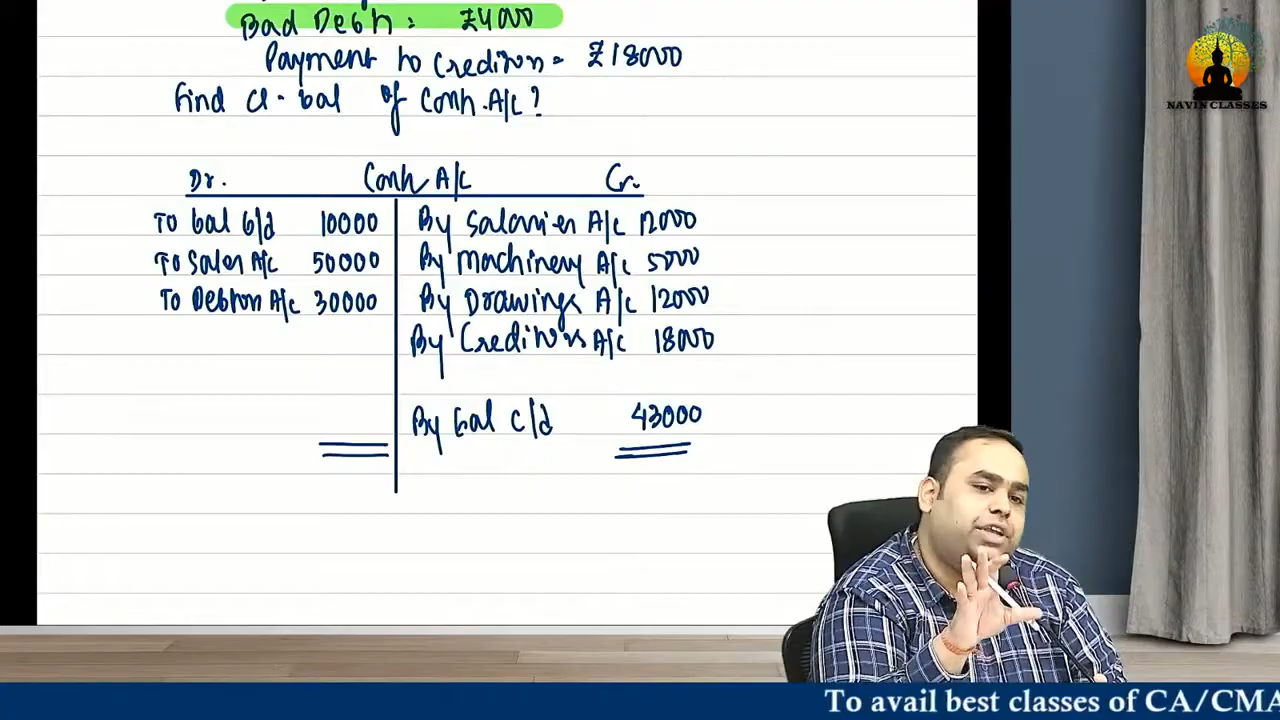 Bad Debts = ₹4000
Payment to Creditors = ₹18000
Find Cl. bal of Cash A/c?
Dr. Cash A/c Cr.
To bal b/d 10000 By Salaries A/c 12000
To Sales A/c 50000 By Machinery A/c 5000
To Debtors A/c 30000 By Drawings A/c 12000
By Creditors A/c 18000
By bal c/d 43000
NAVIN CLASSES
To avail best classes of CA/CMA